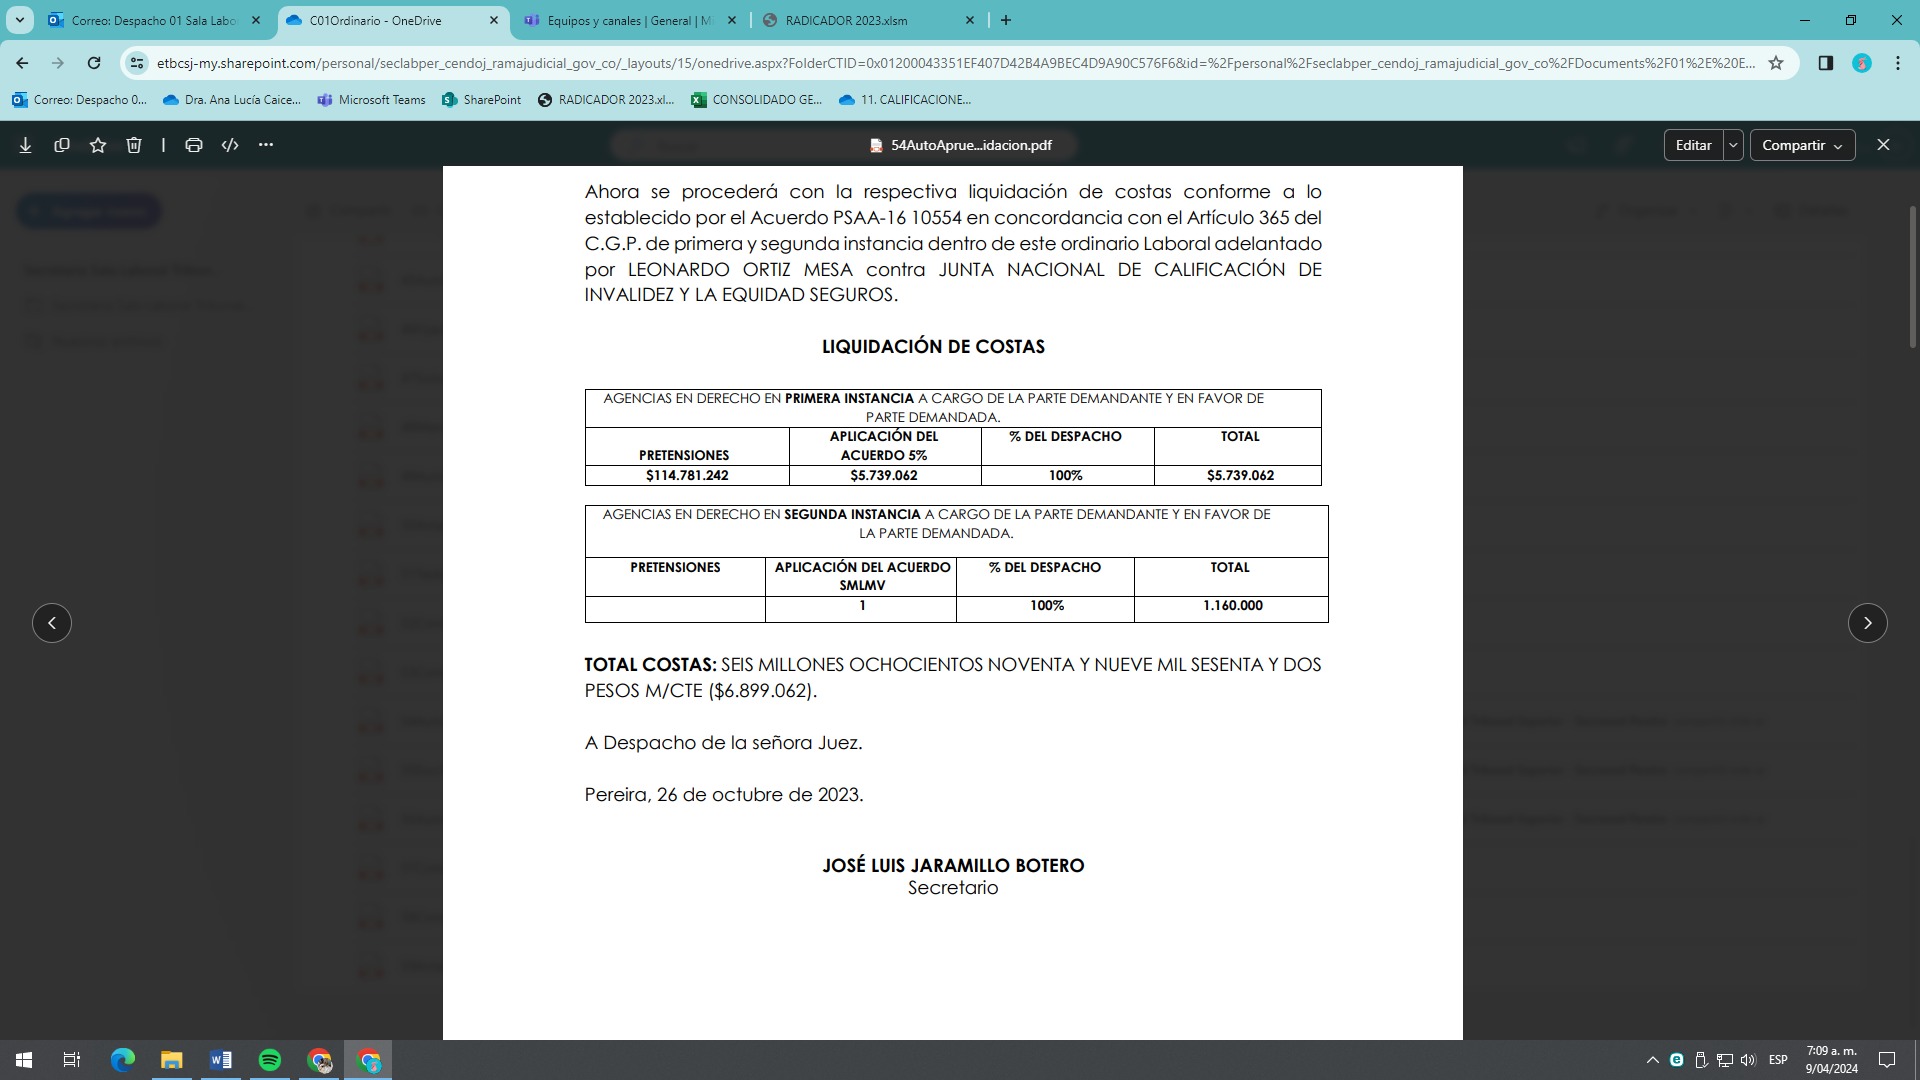 Correo: Despacho 01 Sala Labo
C01Ordinario - OneDrive
Equipos y canales | General | M
RADICADOR 2023.xlsm
etbcsj-my.sharepoint.com/personal/seclabper_cendoj_ramajudicial_gov_co/_layouts/15/onedrive.aspx?FolderCTID=0x01200043351EF407D42B4A9BEC4D9A90C576F6&id=%2Fpersonal%2Fseclabper_cendoj_ramajudicial_gov_co%2FDocuments%2F01%2E%20E...
Correo: Despacho 0...
Dra. Ana Lucía Caice...
Microsoft Teams
SharePoint
RADICADOR 2023.xl...
CONSOLIDADO GE...
11. CALIFICACIONE...
54AutoAprue...idacion.pdf
Editar
Compartir
Ahora se procederá con la respectiva liquidación de costas conforme a lo
establecido por el Acuerdo PSAA-16 10554 en concordancia con el Artículo 365 del
C.G.P. de primera y segunda instancia dentro de este ordinario Laboral adelantado
por LEONARDO ORTIZ MESA contra JUNTA NACIONAL DE CALIFICACIÓN DE
INVALIDEZ Y LA EQUIDAD SEGUROS.
LIQUIDACIÓN DE COSTAS
AGENCIAS EN DERECHO EN PRIMERA INSTANCIA A CARGO DE LA PARTE DEMANDANTE Y EN FAVOR DE
PARTE DEMANDADA.
PRETENSIONES
APLICACIÓN DEL
ACUERDO 5%
% DEL DESPACHO
TOTAL
$114.781.242
$5.739.062
100%
$5.739.062
AGENCIAS EN DERECHO EN SEGUNDA INSTANCIA A CARGO DE LA PARTE DEMANDANTE Y EN FAVOR DE
LA PARTE DEMANDADA.
PRETENSIONES
APLICACIÓN DEL ACUERDO
SMLMV
% DEL DESPACHO
TOTAL
1
100%
1.160.000
TOTAL COSTAS: SEIS MILLONES OCHOCIENTOS NOVENTA Y NUEVE MIL SESENTA Y DOS
PESOS M/CTE ($6.899.062).
A Despacho de la señora Juez.
Pereira, 26 de octubre de 2023.
JOSÉ LUIS JARAMILLO BOTERO
Secretario
ESP
7:09 a. m.
9/04/2024